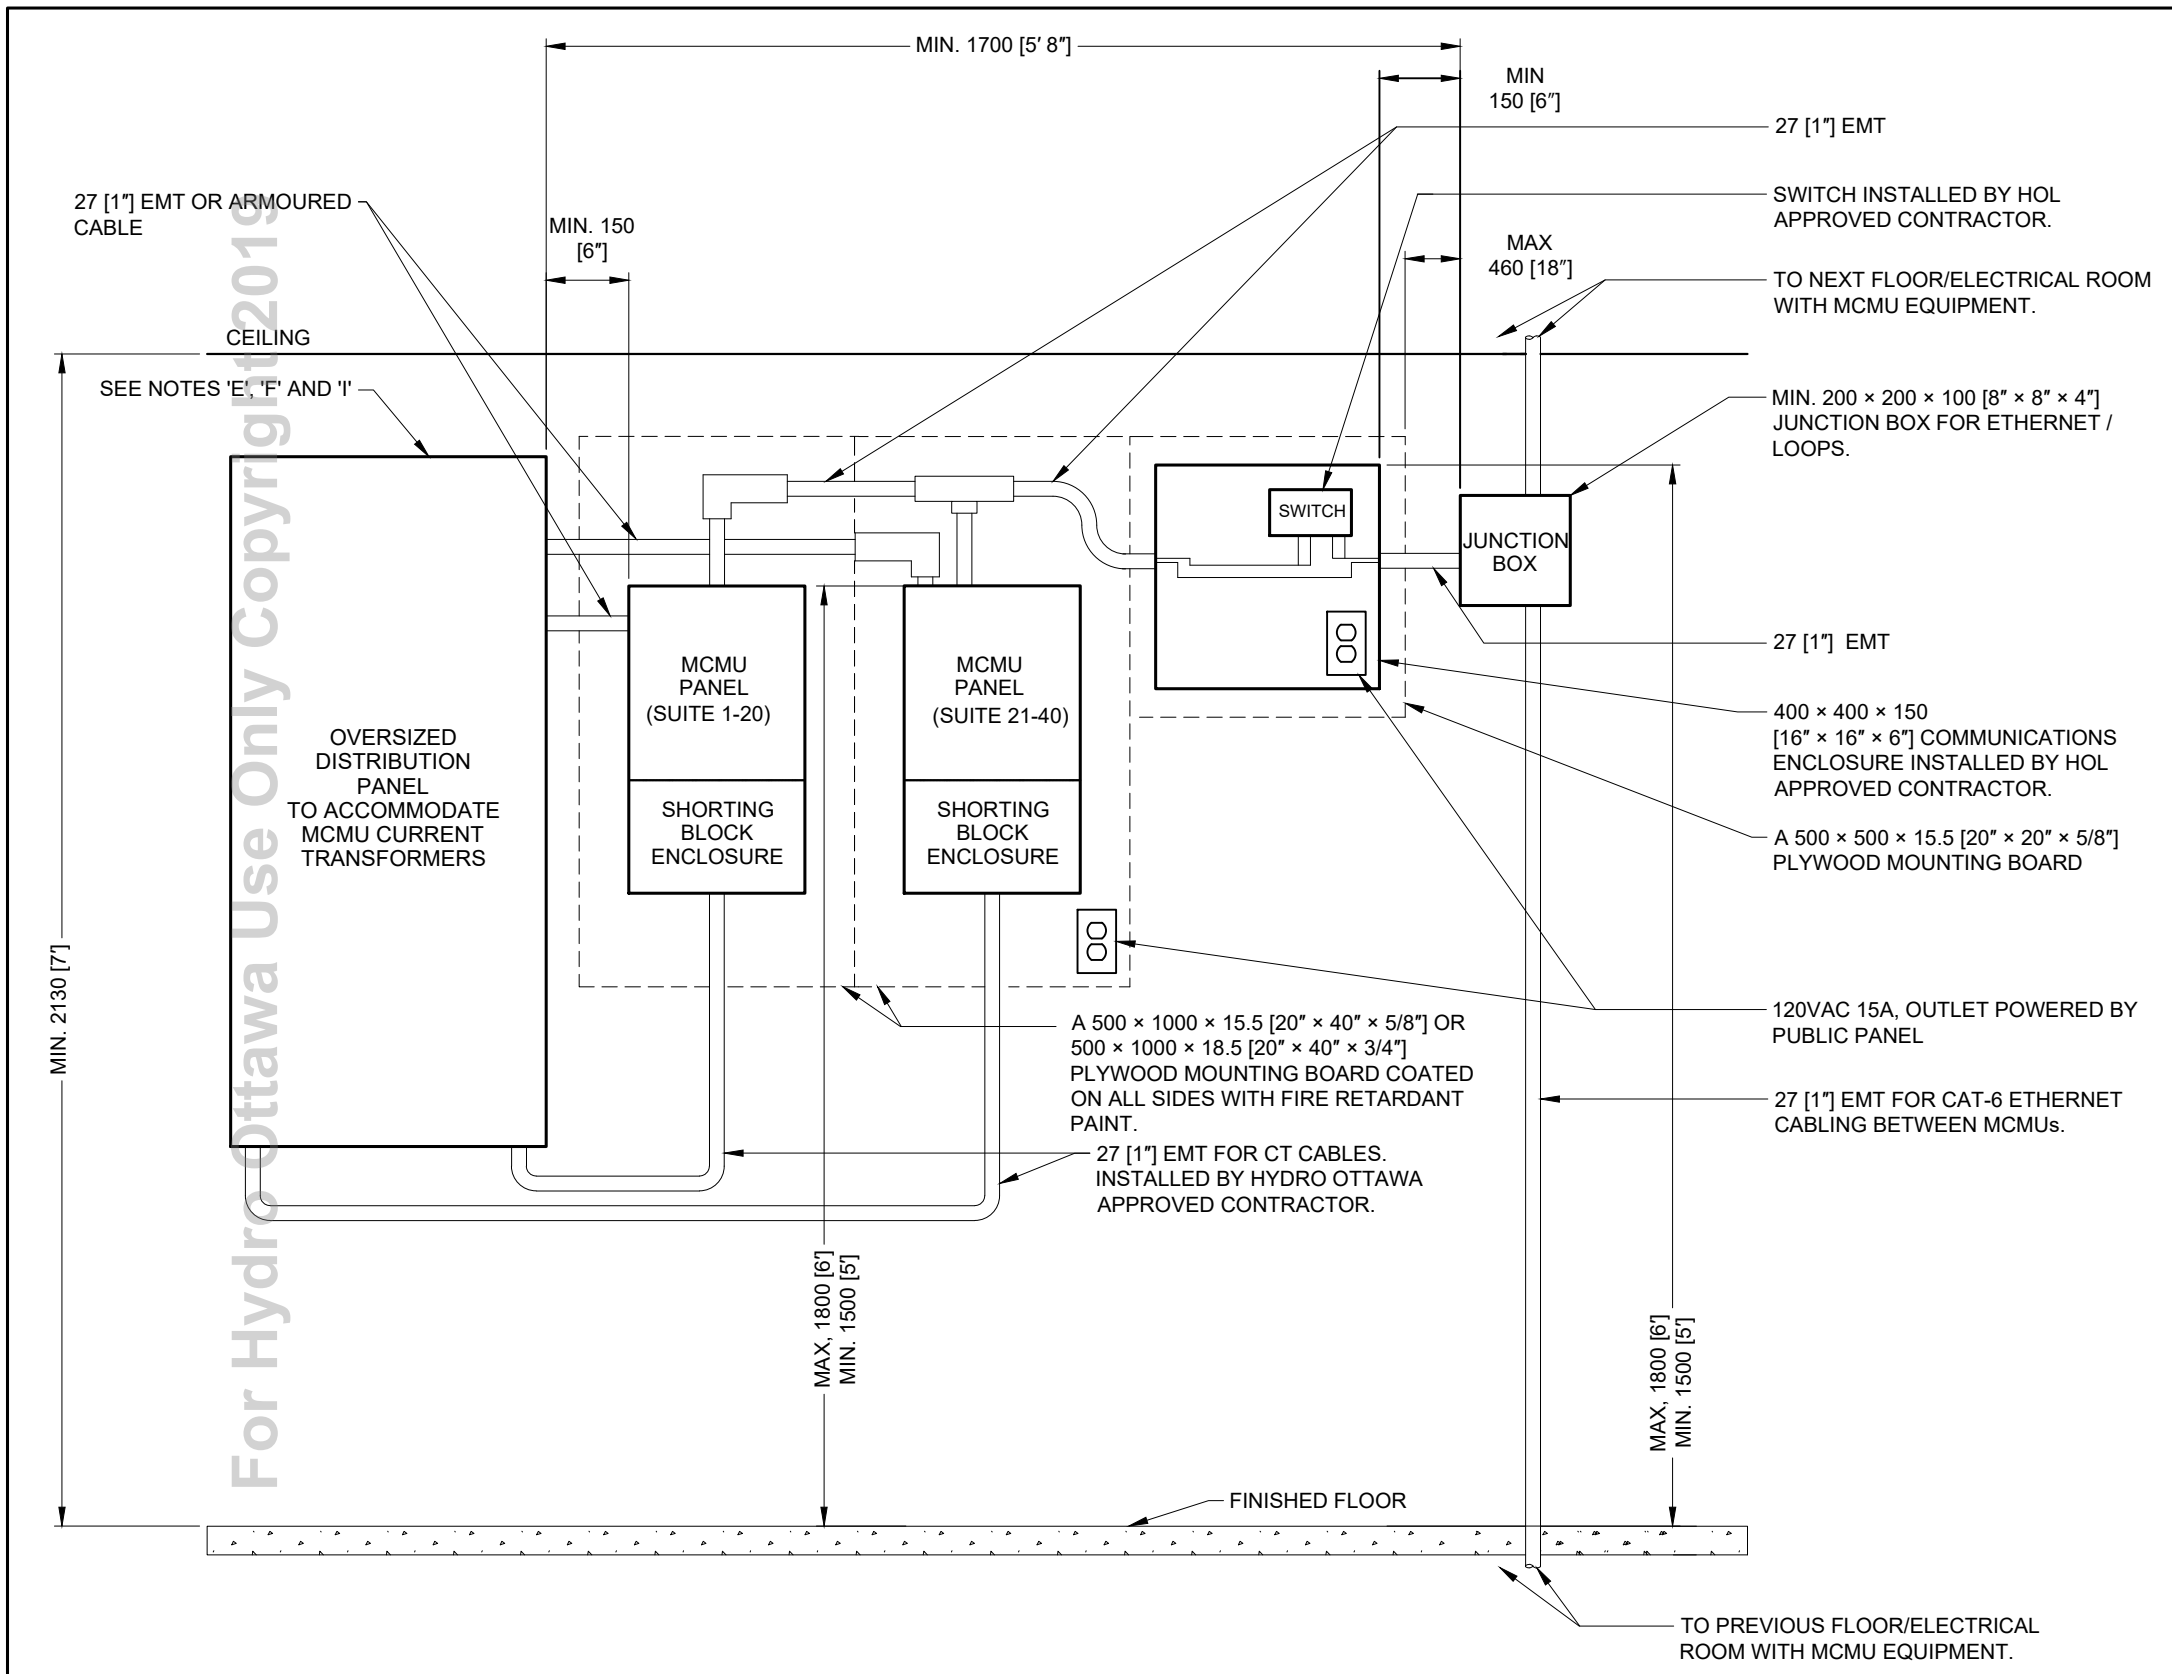 MIN. 1700 [5' 8"]
MIN
150 [6"]
27 [1"] EMT
27 [1"] EMT OR ARMOURED
CABLE
MIN. 150
[6"]
SWITCH INSTALLED BY HOL
APPROVED CONTRACTOR.
MAX
460 [18"]
TO NEXT FLOOR/ELECTRICAL ROOM
WITH MCMU EQUIPMENT.
CEILING
SEE NOTES 'E', 'F' AND 'I'
MIN. 200 × 200 × 100 [8" × 8" × 4"]
JUNCTION BOX FOR ETHERNET /
LOOPS.
SWITCH
JUNCTION
BOX
27 [1"] EMT
MCMU
PANEL
(SUITE 1-20)
MCMU
PANEL
(SUITE 21-40)
400 × 400 × 150
[16" × 16" × 6"] COMMUNICATIONS
ENCLOSURE INSTALLED BY HOL
APPROVED CONTRACTOR.
OVERSIZED
DISTRIBUTION
PANEL
TO ACCOMMODATE
MCMU CURRENT
TRANSFORMERS
SHORTING
BLOCK
ENCLOSURE
SHORTING
BLOCK
ENCLOSURE
A 500 × 500 × 15.5 [20" × 20" × 5/8"]
PLYWOOD MOUNTING BOARD
MIN. 2130 [7']
A 500 × 1000 × 15.5 [20" × 40" × 5/8"] OR
500 × 1000 × 18.5 [20" × 40" × 3/4"]
PLYWOOD MOUNTING BOARD COATED
ON ALL SIDES WITH FIRE RETARDANT
PAINT.
120VAC 15A, OUTLET POWERED BY
PUBLIC PANEL
27 [1"] EMT FOR CAT-6 ETHERNET
CABLING BETWEEN MCMUs.
27 [1"] EMT FOR CT CABLES.
INSTALLED BY HYDRO OTTAWA
APPROVED CONTRACTOR.
MAX, 1800 [6']
MIN. 1500 [5']
MAX, 1800 [6']
MIN. 1500 [5']
FINISHED FLOOR
TO PREVIOUS FLOOR/ELECTRICAL
ROOM WITH MCMU EQUIPMENT.
For Hydro Ottawa Use Only Copyright 2019